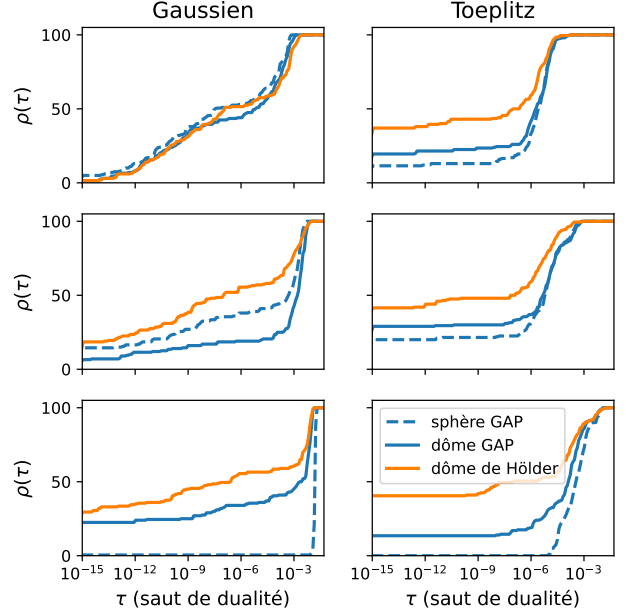 Gaussien
Toeplitz
100
50
0
ρ(τ)
ρ(τ)
100
50
0
ρ(τ)
100
50
0
sphère GAP
dôme GAP
dôme de Hölder
10⁻¹⁵ 10⁻¹² 10⁻⁹ 10⁻⁶ 10⁻³
10⁻¹⁵ 10⁻¹² 10⁻⁹ 10⁻⁶ 10⁻³
τ (saut de dualité)
τ (saut de dualité)